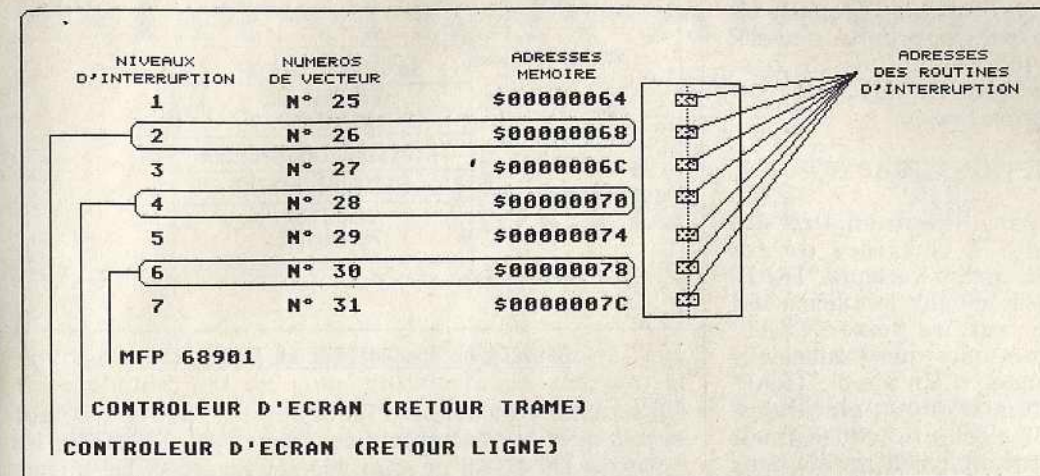 NIVEAUX D'INTERRUPTION
NUMEROS DE VECTEUR
ADRESSES MEMOIRE
ADRESSES DES ROUTINES D'INTERRUPTION
1 N° 25 $00000064
2 N° 26 $00000068
3 N° 27 $0000006C
4 N° 28 $00000070
5 N° 29 $00000074
6 N° 30 $00000078
7 N° 31 $0000007C
MFP 68901
CONTROLEUR D'ECRAN (RETOUR TRAME)
CONTROLEUR D'ECRAN (RETOUR LIGNE)